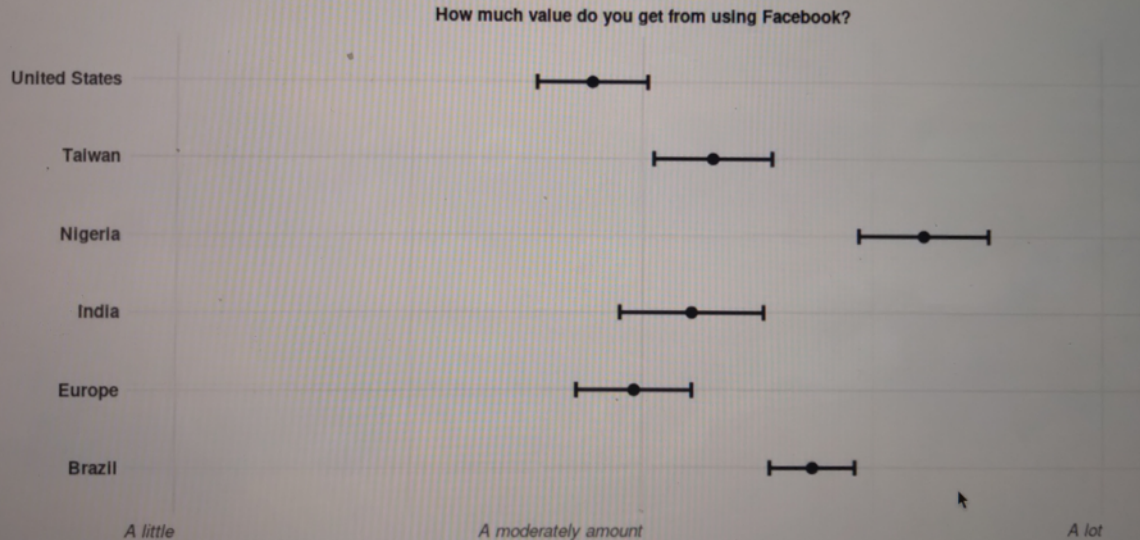 How much value do you get from using Facebook?
United States
Taiwan
Nigeria
India
Europe
Brazil
A little
A moderately amount
A lot